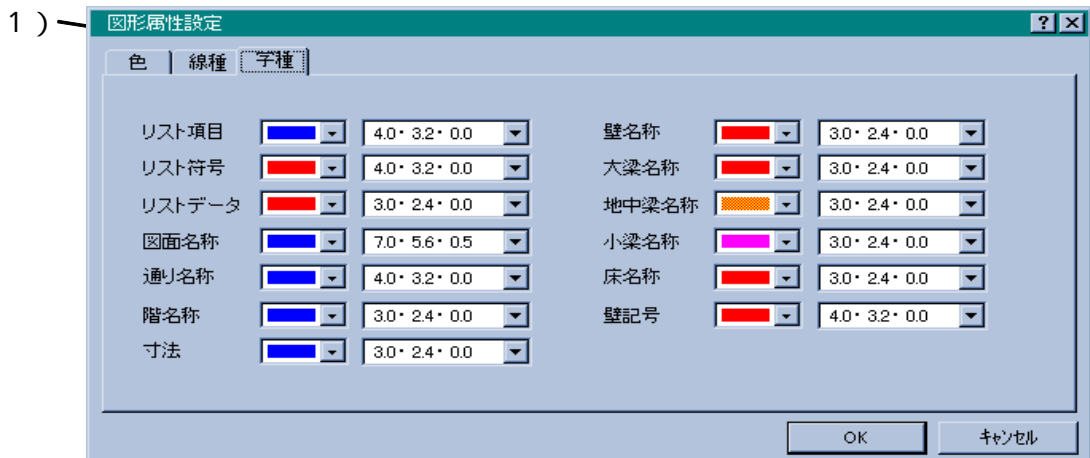 1)
図形属性設定
色 線種 字種
リスト項目 4.0・3.2・0.0 壁名称 3.0・2.4・0.0
リスト符号 4.0・3.2・0.0 大梁名称 3.0・2.4・0.0
リストデータ 3.0・2.4・0.0 地中梁名称 3.0・2.4・0.0
図面名称 7.0・5.6・0.5 小梁名称 3.0・2.4・0.0
通り名称 4.0・3.2・0.0 床名称 3.0・2.4・0.0
階名称 3.0・2.4・0.0 壁記号 4.0・3.2・0.0
寸法 3.0・2.4・0.0
OK キャンセル